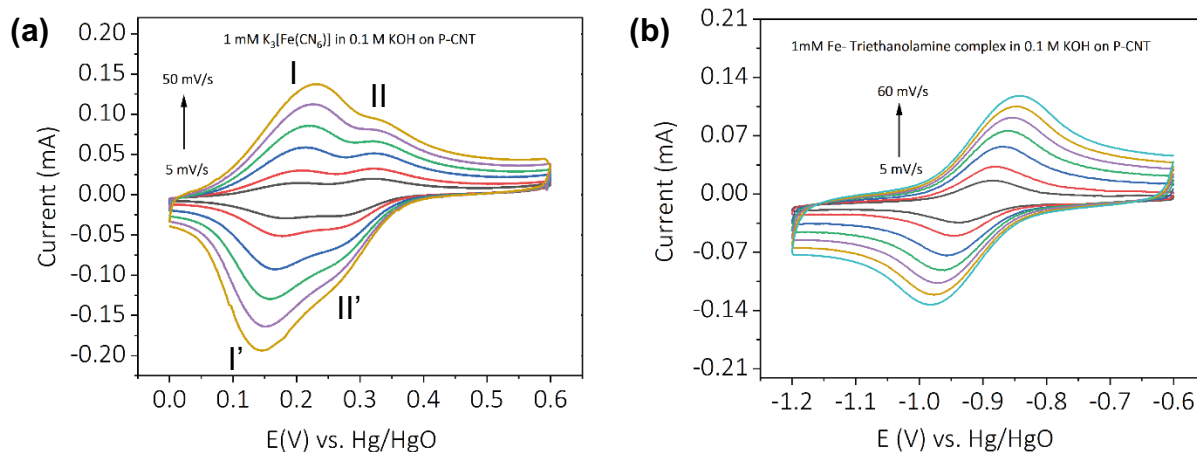 (a)
1 mM K₃[Fe(CN₆)] in 0.1 M KOH on P-CNT
50 mV/s
5 mV/s
I
II
I'
II'
0.15
0.10
0.05
0.00
-0.05
-0.10
-0.15
-0.20
Current (mA)
0.0 0.1 0.2 0.3 0.4 0.5 0.6
E(V) vs. Hg/HgO
(b)
1mM Fe- Triethanolamine complex in 0.1 M KOH on P-CNT
60 mV/s
5 mV/s
0.21
0.14
0.07
0.00
-0.07
-0.14
-0.21
Current (mA)
-1.2 -1.1 -1.0 -0.9 -0.8 -0.7 -0.6
E (V) vs. Hg/HgO